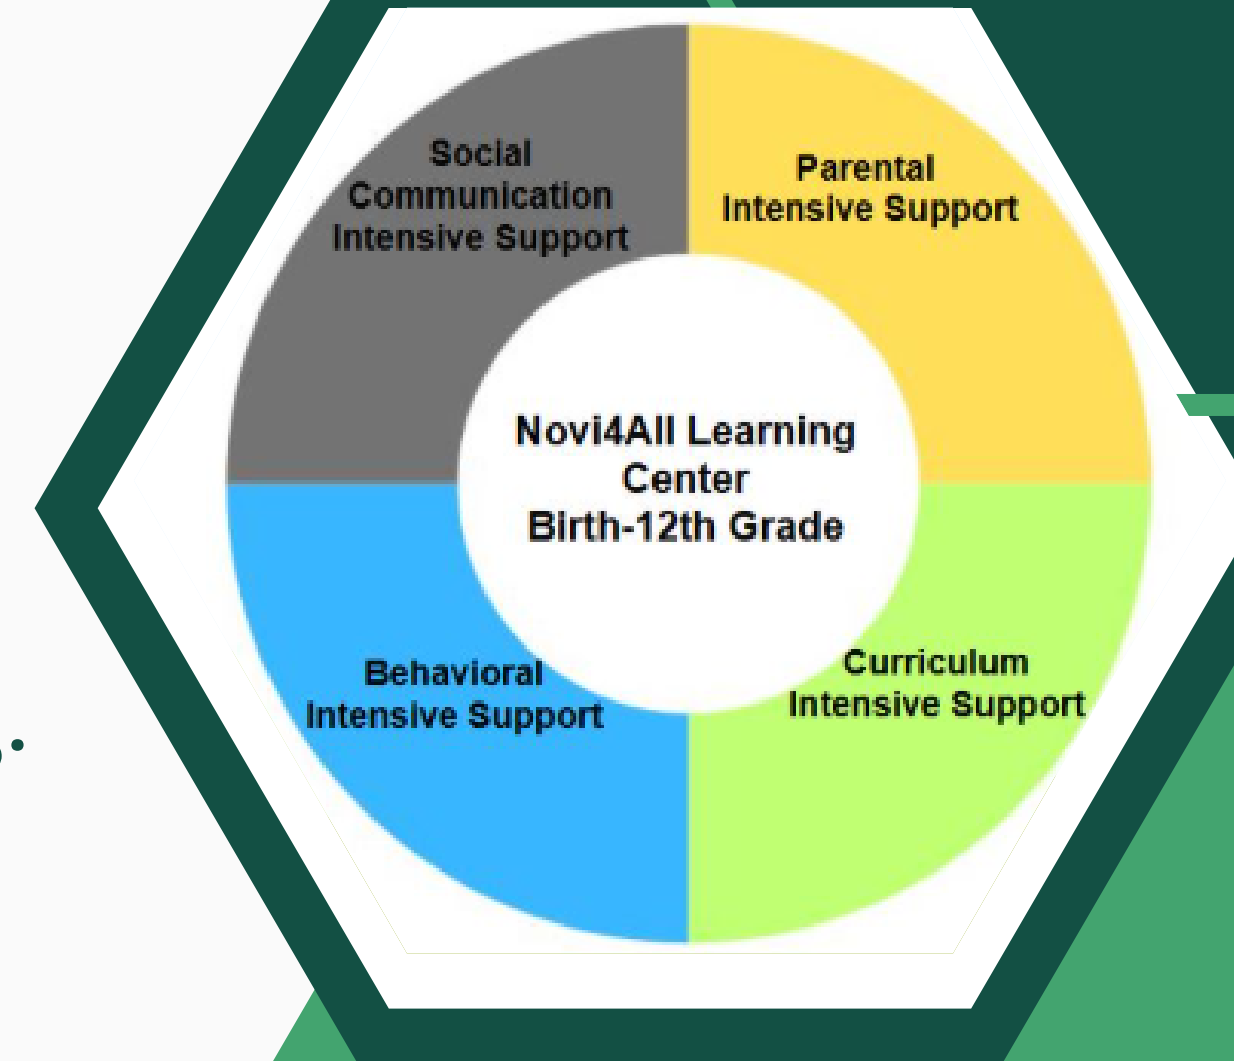 Social
Communication
Intensive Support
Parental
Intensive Support
Novi4All Learning
Center
Birth-12th Grade
Behavioral
Intensive Support
Curriculum
Intensive Support